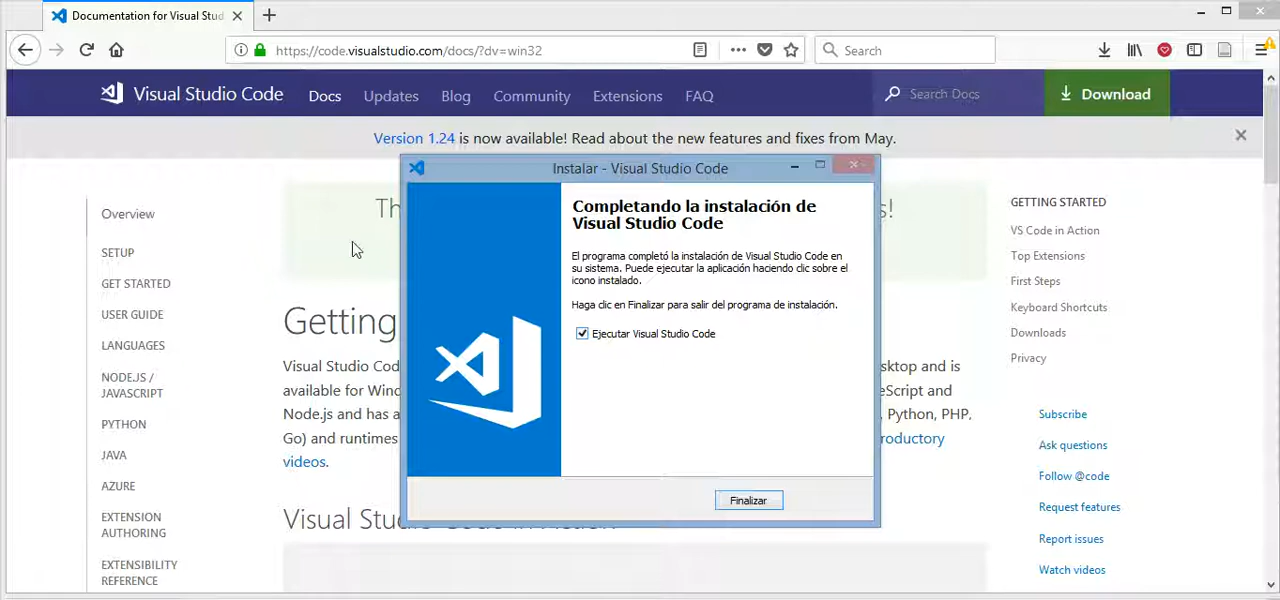 Documentation for Visual Stud
https://code.visualstudio.com/docs/?dv=win32
Search
Visual Studio Code
Docs
Updates
Blog
Community
Extensions
FAQ
Search Docs
Download
Version 1.24 is now available! Read about the new features and fixes from May.
Instalar - Visual Studio Code
Completando la instalación de
Visual Studio Code
El programa completó la instalación de Visual Studio Code en
su sistema. Puede ejecutar la aplicación haciendo clic sobre el
icono instalado.
Haga clic en Finalizar para salir del programa de instalación.
Ejecutar Visual Studio Code
Finalizar
Overview
SETUP
GET STARTED
USER GUIDE
LANGUAGES
NODE.JS /
JAVASCRIPT
PYTHON
JAVA
AZURE
EXTENSION
AUTHORING
EXTENSIBILITY
REFERENCE
Th
!
Getting
Visual Studio Cod
sktop and is
available for Wind
eScript and
Node.js and has a
, Python, PHP,
Go) and runtimes
roductory
videos.
Visual Studio Code in Action
GETTING STARTED
VS Code in Action
Top Extensions
First Steps
Keyboard Shortcuts
Downloads
Privacy
Subscribe
Ask questions
Follow @code
Request features
Report issues
Watch videos